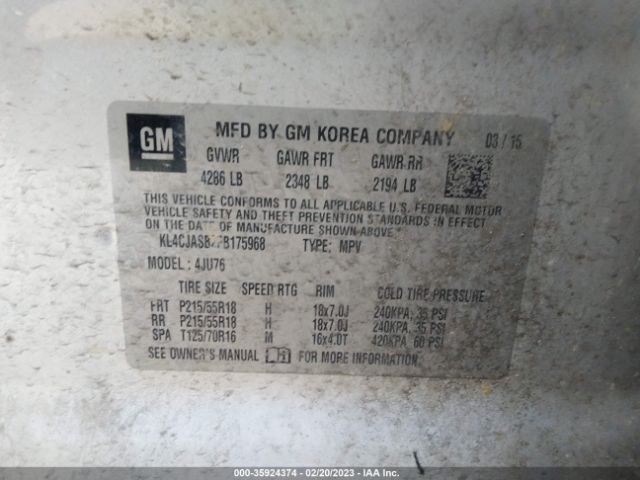 GM
MFD BY GM KOREA COMPANY 03 / 15
GVWR GAWR FRT GAWR RR
4286 LB 2348 LB 2194 LB
THIS VEHICLE CONFORMS TO ALL APPLICABLE U.S. FEDERAL MOTOR
VEHICLE SAFETY AND THEFT PREVENTION STANDARDS IN EFFECT
ON THE DATE OF MANUFACTURE SHOWN ABOVE.
TYPE: MPV
MODEL : 4JU76
TIRE SIZE SPEED RTG RIM COLD TIRE PRESSURE
FRT P215/55R18 H 18x7.0J 240KPA, 35 PSI
RR P215/55R18 H 18x7.0J 240KPA, 35 PSI
SPA T125/70R16 M 16x4.0T 420KPA, 60 PSI
SEE OWNER'S MANUAL FOR MORE INFORMATION.
000-35924374 / 02/20/2023 - IAA Inc.